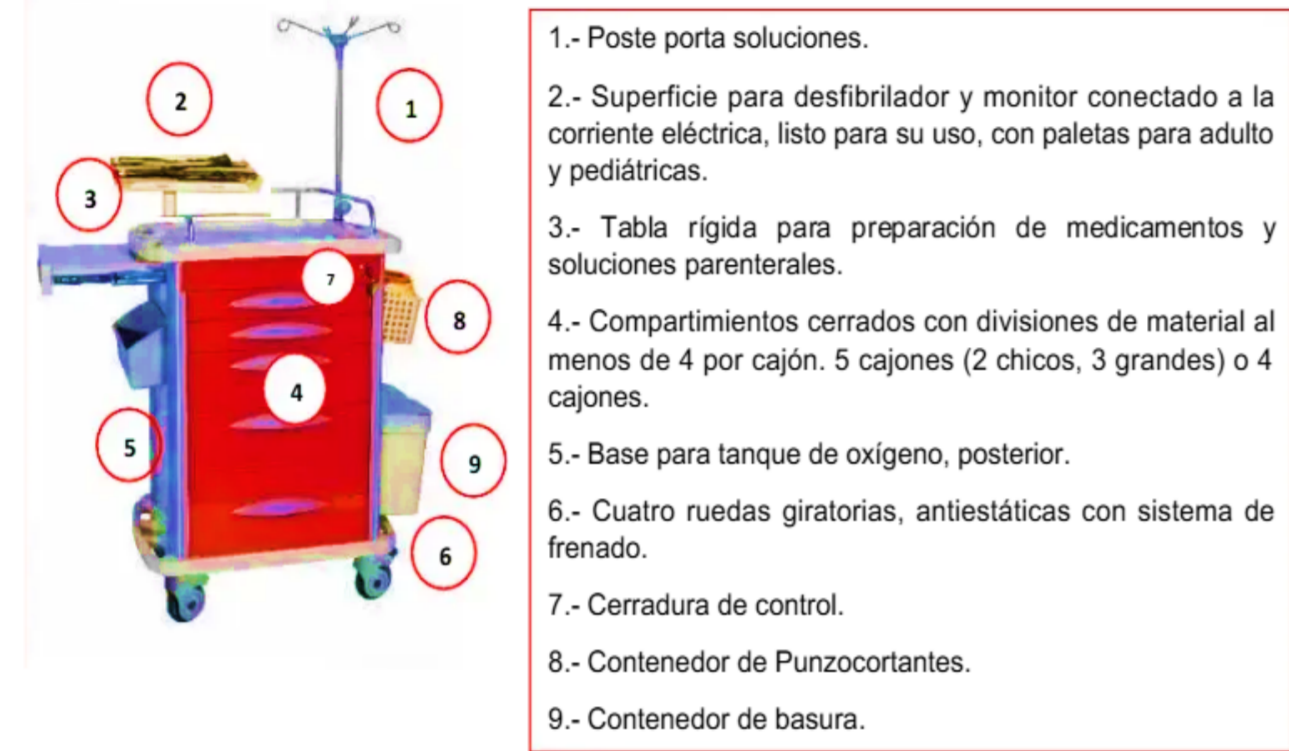 1
2
3
7
8
4
5
9
6
1.- Poste porta soluciones.
2.- Superficie para desfibrilador y monitor conectado a la
corriente eléctrica, listo para su uso, con paletas para adulto
y pediátricas.
3.- Tabla rígida para preparación de medicamentos y
soluciones parenterales.
4.- Compartimientos cerrados con divisiones de material al
menos de 4 por cajón. 5 cajones (2 chicos, 3 grandes) o 4
cajones.
5.- Base para tanque de oxígeno, posterior.
6.- Cuatro ruedas giratorias, antiestáticas con sistema de
frenado.
7.- Cerradura de control.
8.- Contenedor de Punzocortantes.
9.- Contenedor de basura.